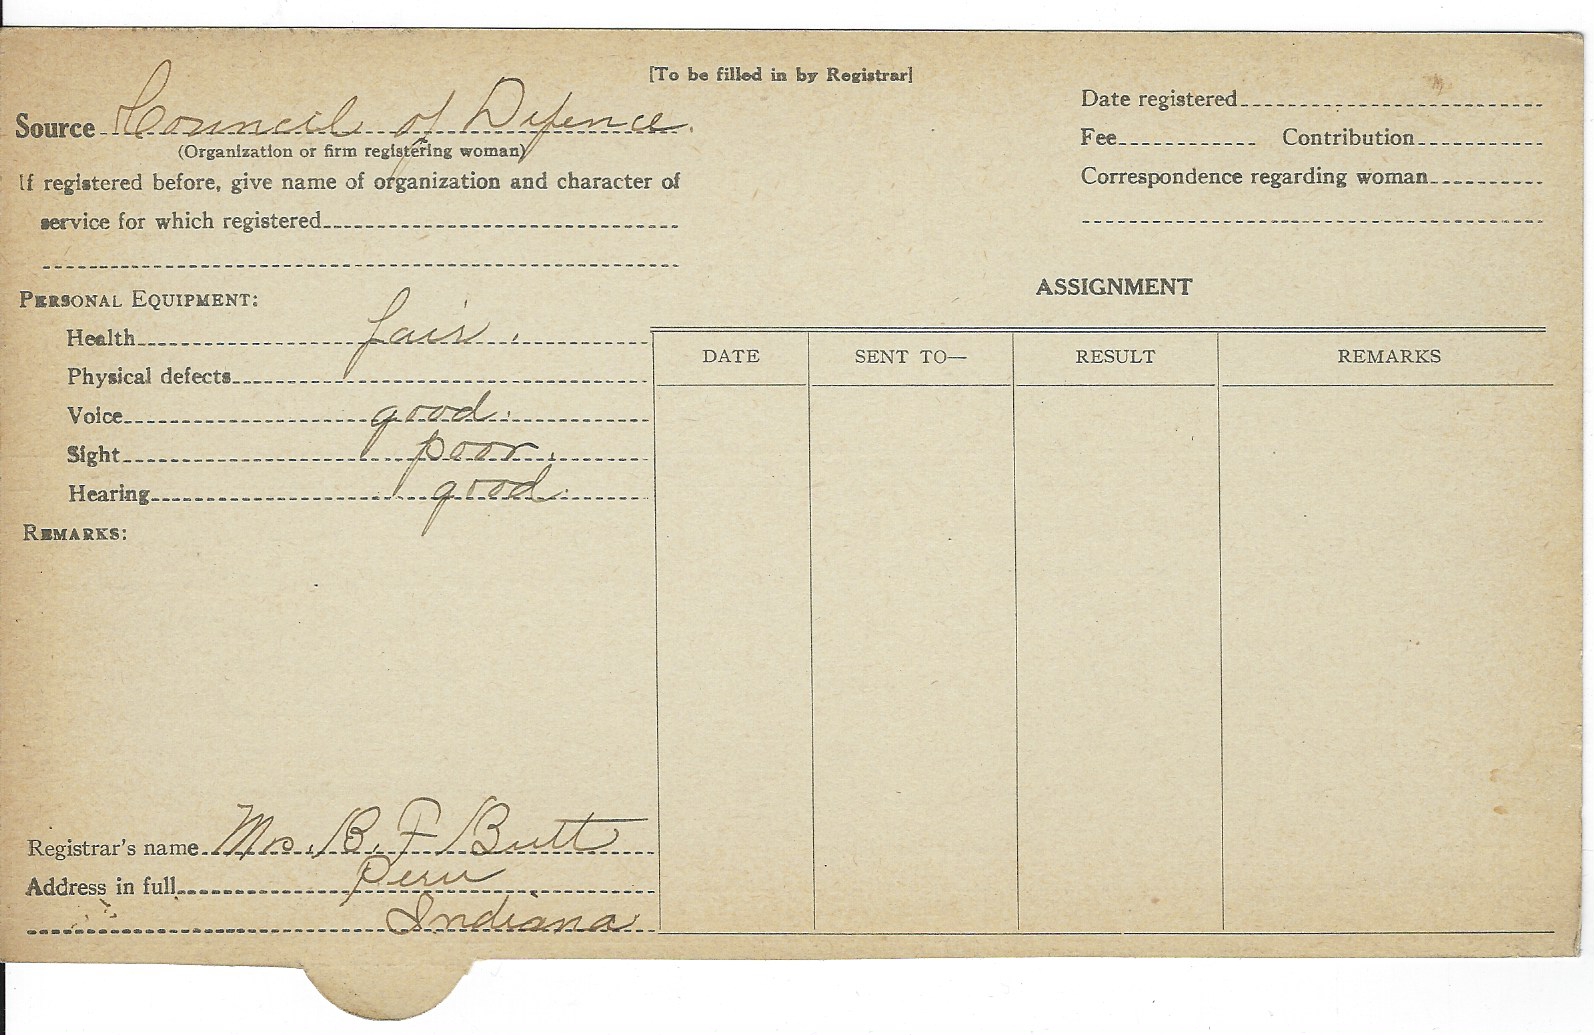 [To be filled in by Registrar]
Source Council of Defence.
(Organization or firm registering woman)
If registered before, give name of organization and character of
service for which registered
PERSONAL EQUIPMENT:
Health fair.
Physical defects
Voice good.
Sight poor.
Hearing good.
REMARKS:
Registrar's name Mrs. B. F Butt
Address in full Peru
Indiana
Date registered
Fee Contribution
Correspondence regarding woman
ASSIGNMENT
DATE SENT TO— RESULT REMARKS